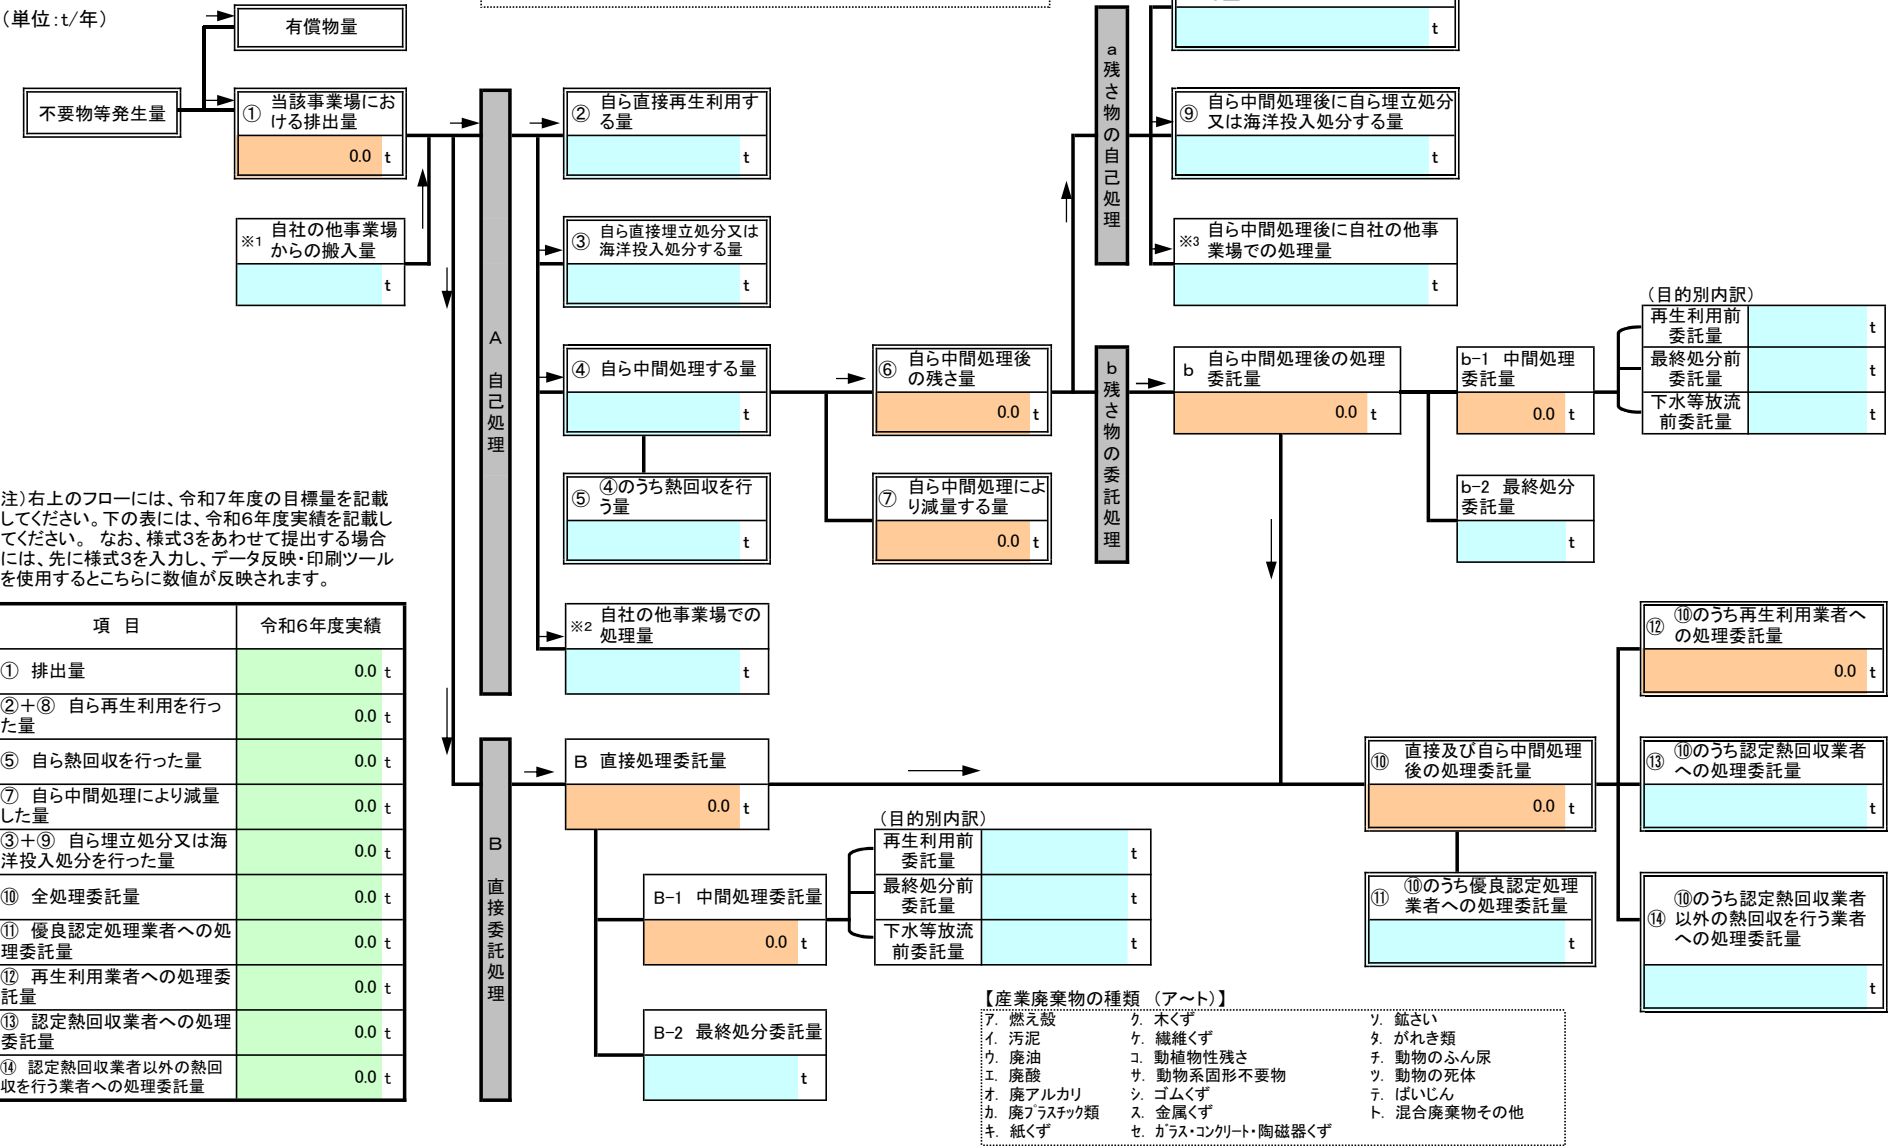 (単位:t/年)
有償物量
不要物等発生量
① 当該事業場にお
ける排出量
0.0 t
※1 自社の他事業場
からの搬入量
t
A 自己処理
② 自ら直接再生利用す
る量
t
③ 自ら直接埋立処分又は
海洋投入処分する量
t
④ 自ら中間処理する量
t
⑤ ④のうち熱回収を行
う量
t
※2 自社の他事業場での
処理量
t
⑥ 自ら中間処理後
の残さ量
0.0 t
⑦ 自ら中間処理によ
り減量する量
0.0 t
a 残さ物の自己処理
t
⑨ 自ら中間処理後に自ら埋立処分
又は海洋投入処分する量
t
※3 自ら中間処理後に自社の他事
業場での処理量
t
b 残さ物の委託処理
b 自ら中間処理後の処理
委託量
0.0 t
b-1 中間処理
委託量
0.0 t
(目的別内訳)
再生利用前
委託量
t
最終処分前
委託量
t
下水等放流
前委託量
t
b-2 最終処分
委託量
t
注)右上のフローには、令和7年度の目標量を記載
してください。下の表には、令和6年度実績を記載し
てください。 なお、様式3をあわせて提出する場合
には、先に様式3を入力し、データ反映・印刷ツール
を使用するとこちらに数値が反映されます。
項 目 令和6年度実績
① 排出量 0.0 t
②+⑧ 自ら再生利用を行っ
た量 0.0 t
⑤ 自ら熱回収を行った量 0.0 t
⑦ 自ら中間処理により減量
した量 0.0 t
③+⑨ 自ら埋立処分又は海
洋投入処分を行った量 0.0 t
⑩ 全処理委託量 0.0 t
⑪ 優良認定処理業者への処
理委託量 0.0 t
⑫ 再生利用業者への処理委
託量 0.0 t
⑬ 認定熱回収業者への処理
委託量 0.0 t
⑭ 認定熱回収業者以外の熱回
収を行う業者への処理委託量 0.0 t
B 直接委託処理
B 直接処理委託量
0.0 t
B-1 中間処理委託量
0.0 t
(目的別内訳)
再生利用前
委託量
t
最終処分前
委託量
t
下水等放流
前委託量
t
B-2 最終処分委託量
t
⑩ 直接及び自ら中間処理
後の処理委託量
0.0 t
⑪ ⑩のうち優良認定処理
業者への処理委託量
t
⑫ ⑩のうち再生利用業者へ
の処理委託量
0.0 t
⑬ ⑩のうち認定熱回収業者
への処理委託量
t
⑭ ⑩のうち認定熱回収業者
以外の熱回収を行う業者
への処理委託量
t
【産業廃棄物の種類 (ア~ト)】
ア. 燃え殻
イ. 汚泥
ウ. 廃油
エ. 廃酸
オ. 廃アルカリ
カ. 廃プラスチック類
キ. 紙くず
ク. 木くず
ケ. 繊維くず
コ. 動植物性残さ
サ. 動物系固形不要物
シ. ゴムくず
ス. 金属くず
セ. ガラス・コンクリート・陶磁器くず
ソ. 鉱さい
タ. がれき類
チ. 動物のふん尿
ツ. 動物の死体
テ. ばいじん
ト. 混合廃棄物その他